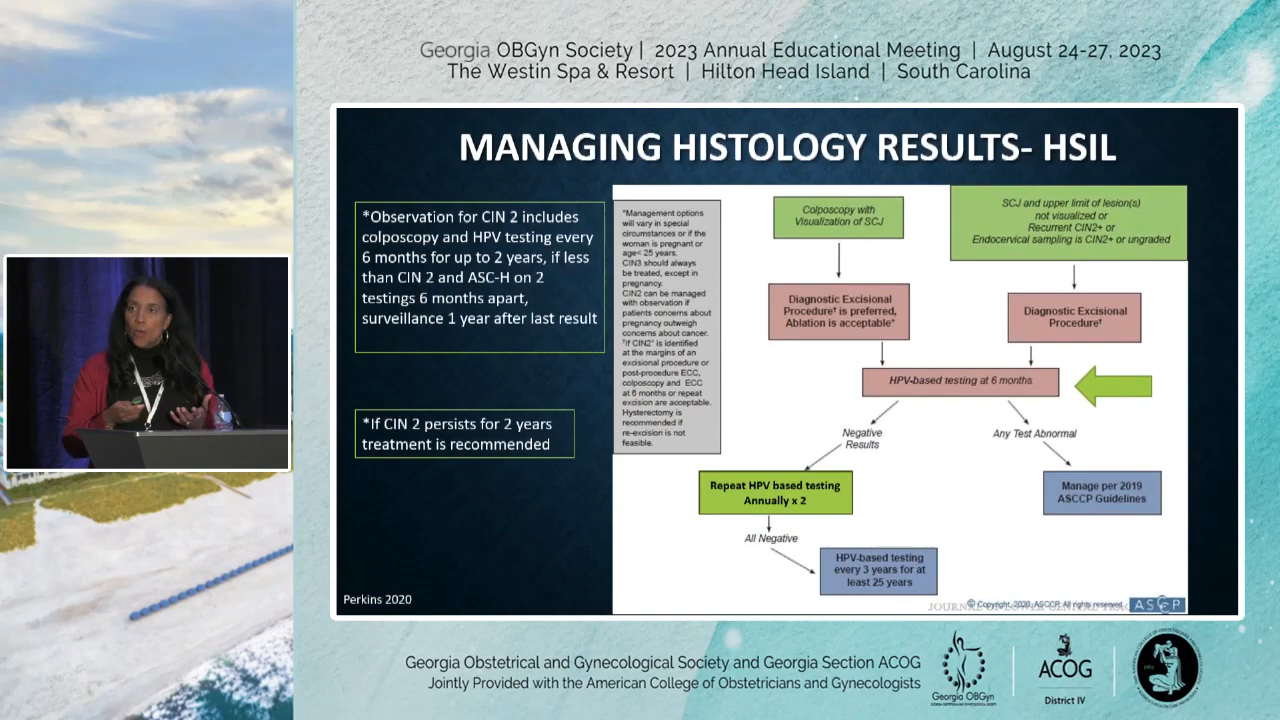 Georgia OBGyn Society | 2023 Annual Educational Meeting | August 24-27, 2023
The Westin Spa & Resort | Hilton Head Island | South Carolina
MANAGING HISTOLOGY RESULTS- HSIL
*Observation for CIN 2 includes
colposcopy and HPV testing every
6 months for up to 2 years, if less
than CIN 2 and ASC-H on 2
testings 6 months apart,
surveillance 1 year after last result
*If CIN 2 persists for 2 years
treatment is recommended
*Management options
will vary in special
circumstances or if the
woman is pregnant or
age< 25 years.
CIN3 should always
be treated, except in
pregnancy.
CIN2 can be managed
with observation if
patients concerns about
pregnancy outweigh
concerns about cancer.
†If CIN2+ is identified
at the margins of an
excisional procedure or
post-procedure ECC,
colposcopy and ECC
at 6 months or repeat
excision are acceptable.
Hysterectomy is
recommended if
re-excision is not
feasible.
Colposcopy with
Visualization of SCJ
SCJ and upper limit of lesion(s)
not visualized or
Recurrent CIN2+ or
Endocervical sampling is CIN2+ or ungraded
Diagnostic Excisional
Procedure† is preferred,
Ablation is acceptable*
Diagnostic Excisional
Procedure†
HPV-based testing at 6 months
Negative
Results
Any Test Abnormal
Repeat HPV based testing
Annually x 2
Manage per 2019
ASCCP Guidelines
All Negative
HPV-based testing
every 3 years for at
least 25 years
Perkins 2020
© Copyright, 2020, ASCCP. All rights reserved.
ASCCP
Georgia Obstetrical and Gynecological Society and Georgia Section ACOG
Jointly Provided with the American College of Obstetricians and Gynecologists
Georgia OBGyn
ACOG
District IV